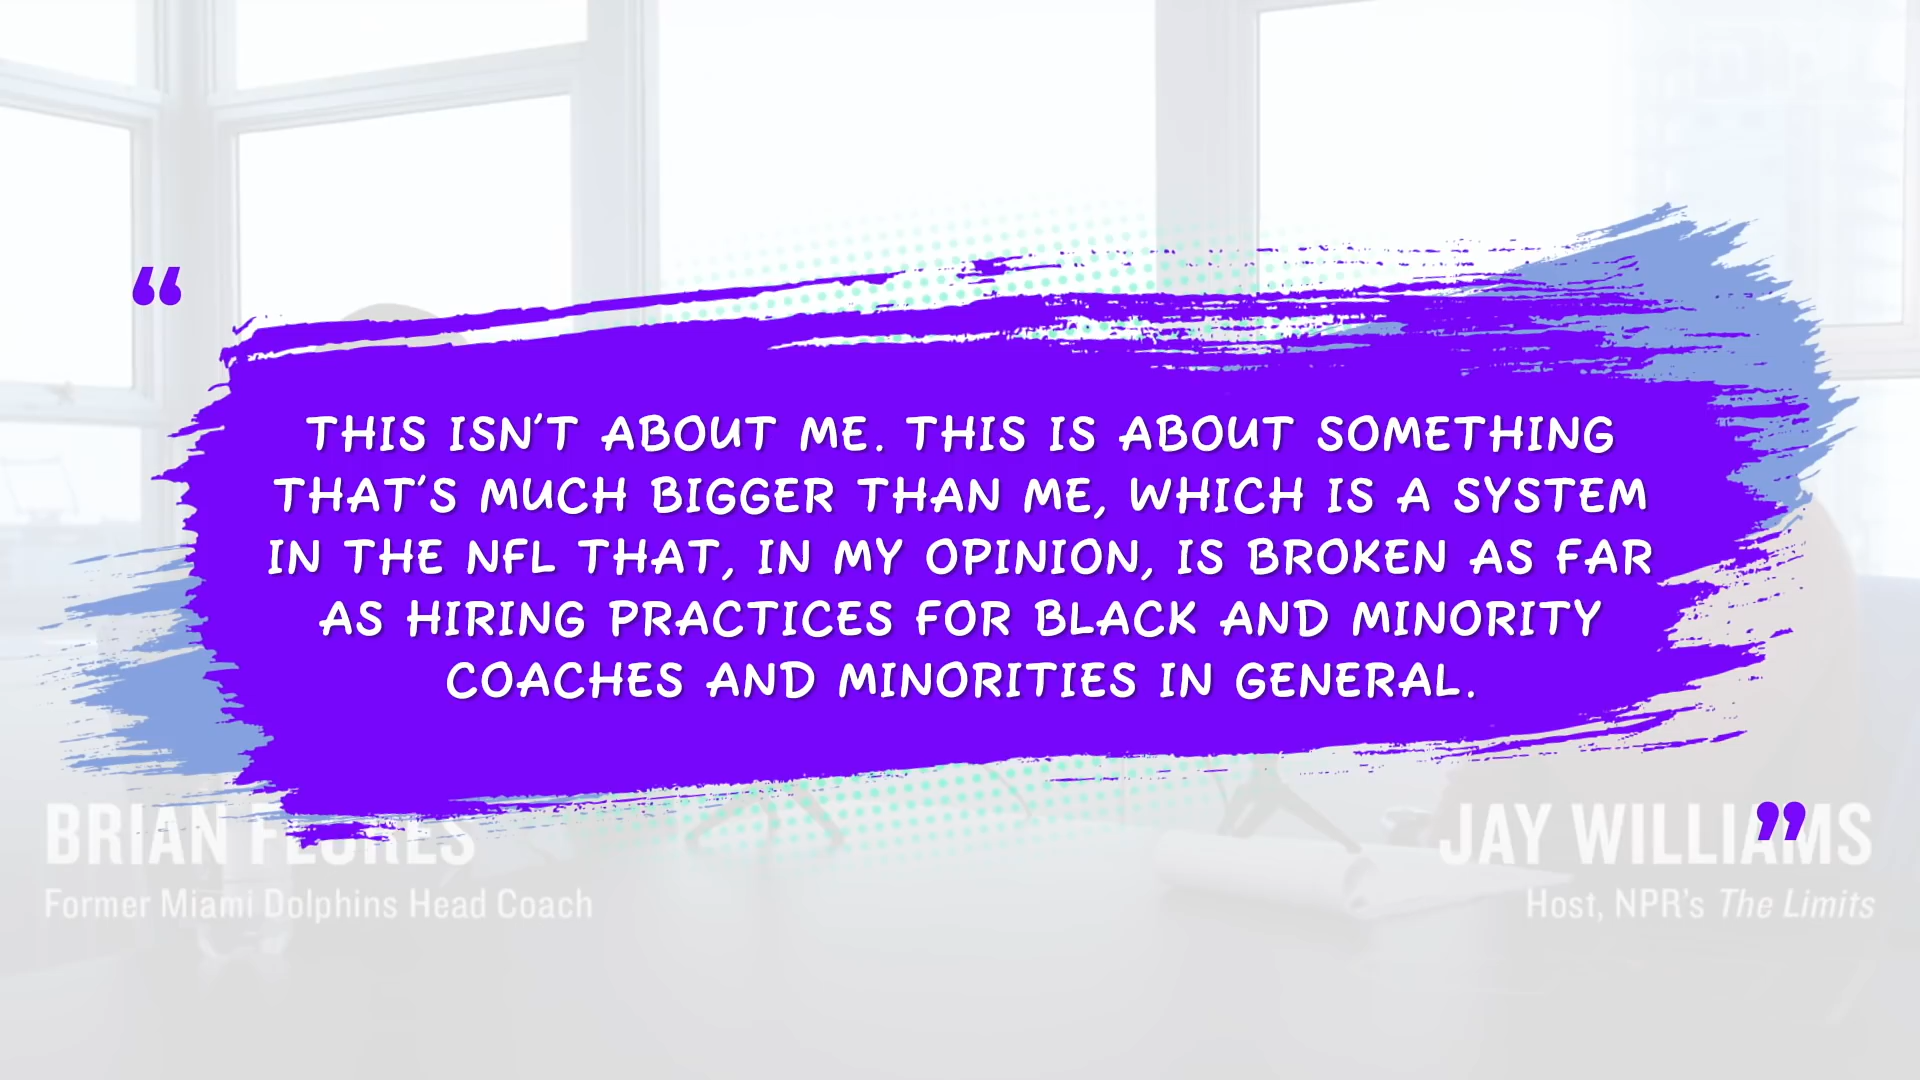 “
THIS ISN’T ABOUT ME. THIS IS ABOUT SOMETHING
THAT’S MUCH BIGGER THAN ME, WHICH IS A SYSTEM
IN THE NFL THAT, IN MY OPINION, IS BROKEN AS FAR
AS HIRING PRACTICES FOR BLACK AND MINORITY
COACHES AND MINORITIES IN GENERAL.
”
BRIAN FLORES
Former Miami Dolphins Head Coach
JAY WILLIAMS
Host, NPR’s The Limits